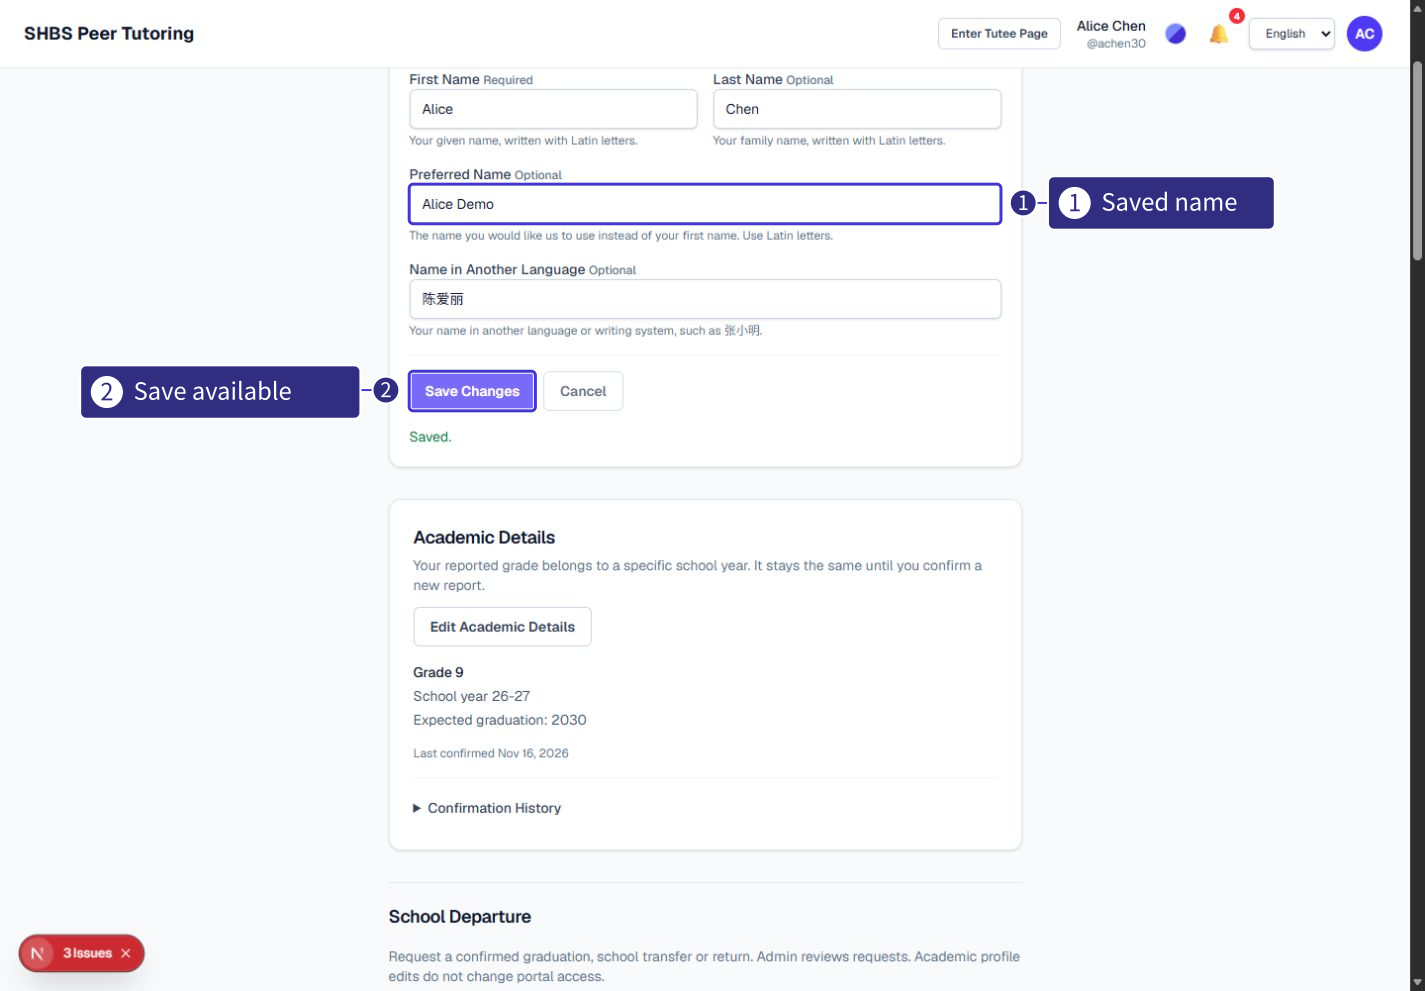 SHBS Peer Tutoring
Enter Tutee Page
Alice Chen
@achen30
4
English
AC
First Name Required
Last Name Optional
Alice
Chen
Your given name, written with Latin letters.
Your family name, written with Latin letters.
Preferred Name Optional
Alice Demo
1
1 Saved name
The name you would like us to use instead of your first name. Use Latin letters.
Name in Another Language Optional
陈爱丽
Your name in another language or writing system, such as 张小明.
2 Save available
2
Save Changes
Cancel
Saved.
Academic Details
Your reported grade belongs to a specific school year. It stays the same until you confirm a
new report.
Edit Academic Details
Grade 9
School year 26-27
Expected graduation: 2030
Last confirmed Nov 16, 2026
Confirmation History
School Departure
Request a confirmed graduation, school transfer or return. Admin reviews requests. Academic profile
edits do not change portal access.
N 3 Issues